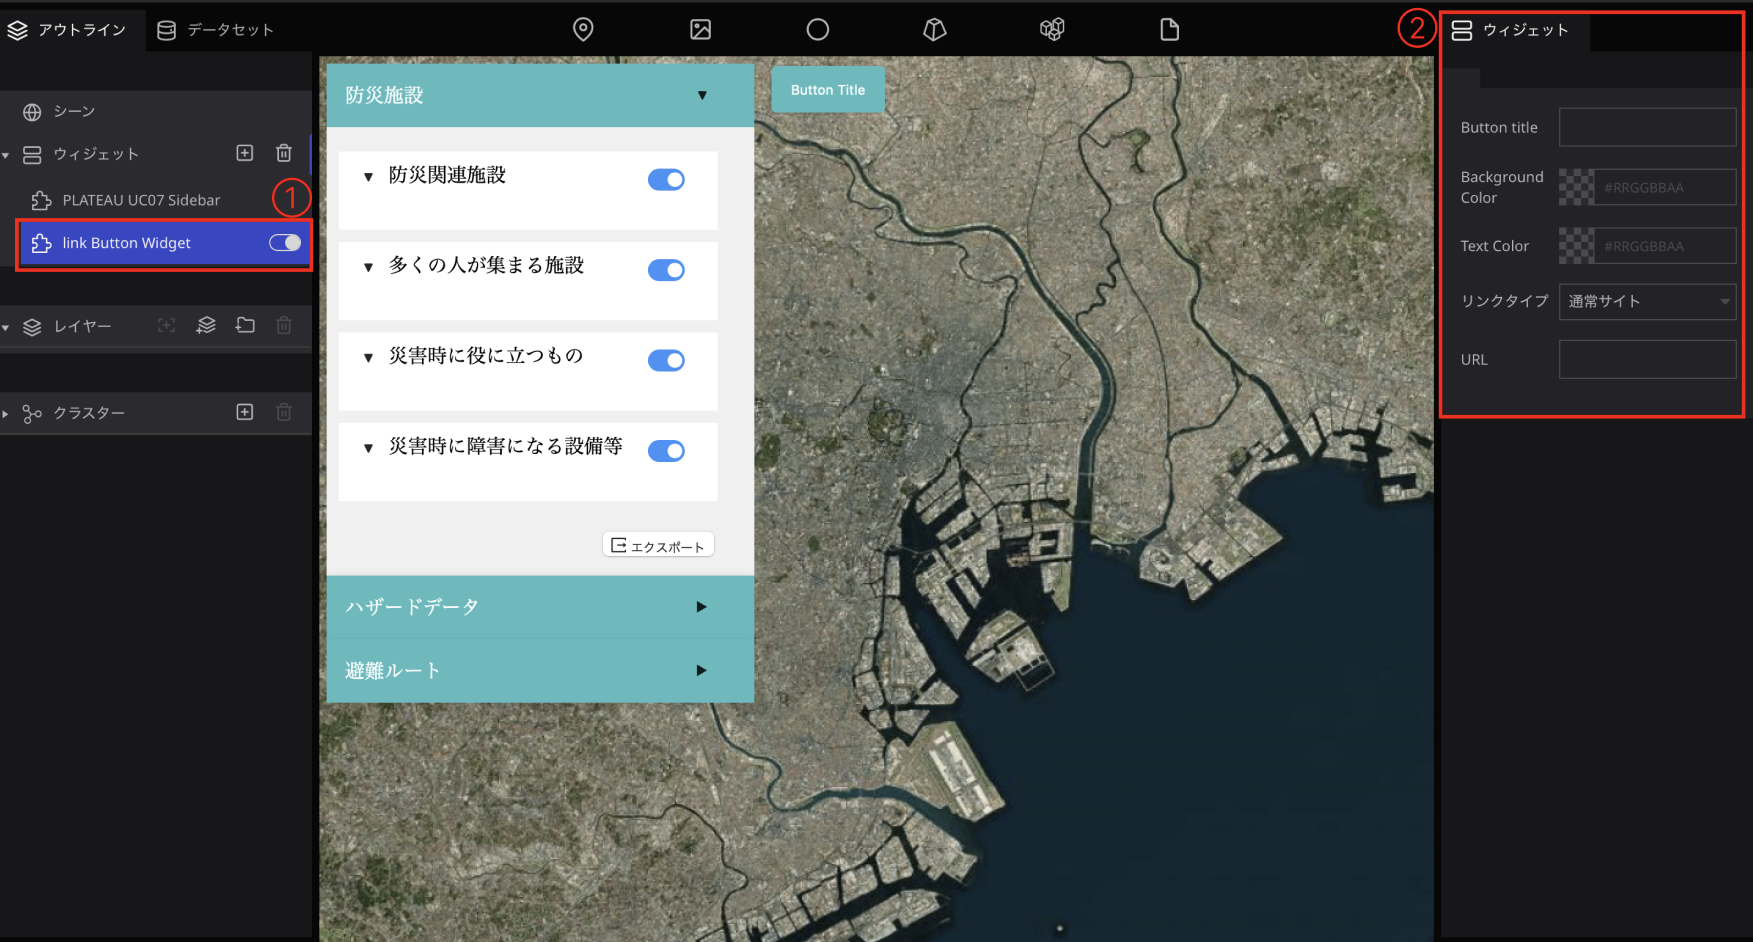 アウトライン
データセット
②
ウィジェット
シーン
ウィジェット
PLATEAU UC07 Sidebar
①
link Button Widget
レイヤー
クラスター
防災施設 ▼
▼ 防災関連施設
▼ 多くの人が集まる施設
▼ 災害時に役に立つもの
▼ 災害時に障害になる設備等
エクスポート
ハザードデータ ▶
避難ルート ▶
Button Title
Button title
Background
Color
#RRGGBBAA
Text Color
#RRGGBBAA
リンクタイプ
通常サイト
URL